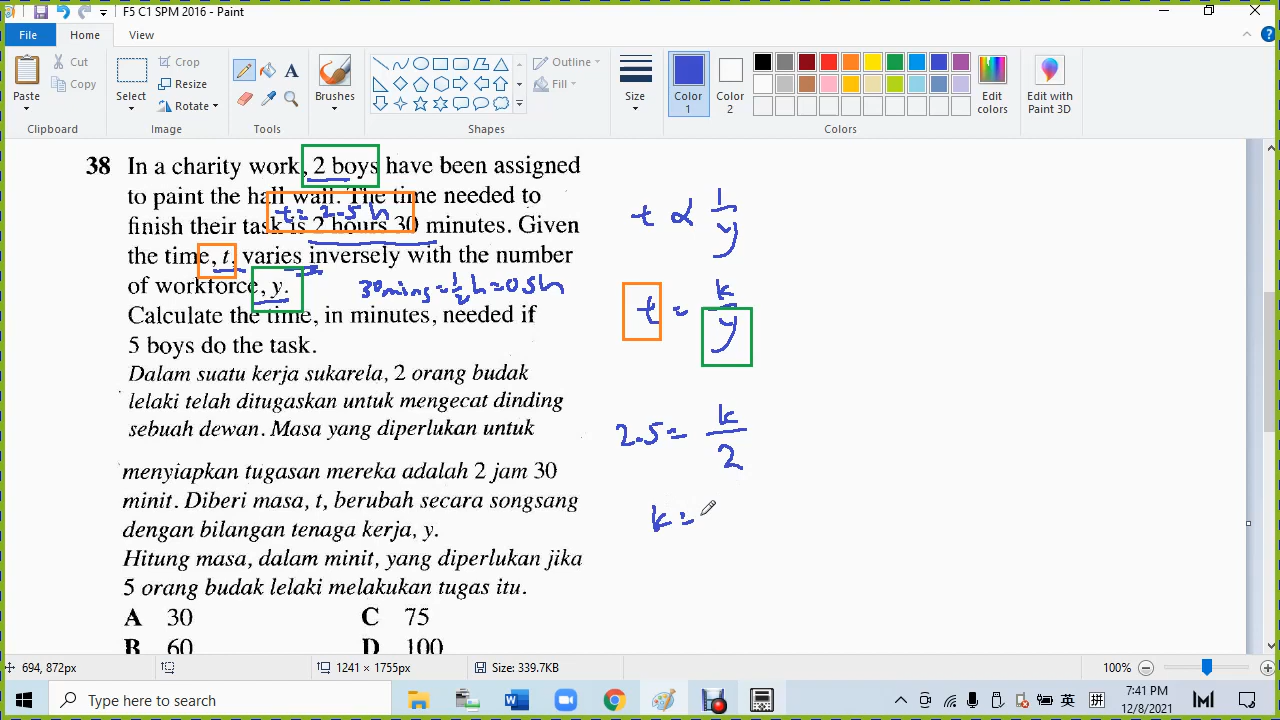 F5 C1 SPM 2016 - Paint
File Home View
Paste
Cut
Copy
Clipboard
Select
Crop
Resize
Rotate
Image
A
Tools
Brushes
Outline
Fill
Shapes
Size
Color 1
Color 2
Edit colors
Colors
Edit with Paint 3D
38 In a charity work, 2 boys have been assigned
to paint the hall wall. The time needed to
t = 2.5 h
finish their task is 2 hours 30 minutes. Given
the time, t, varies inversely with the number
of workforce, y.
30 mins = 1/2 h = 0.5h
Calculate the time, in minutes, needed if
5 boys do the task.
Dalam suatu kerja sukarela, 2 orang budak
lelaki telah ditugaskan untuk mengecat dinding
sebuah dewan. Masa yang diperlukan untuk
menyiapkan tugasan mereka adalah 2 jam 30
minit. Diberi masa, t, berubah secara songsang
dengan bilangan tenaga kerja, y.
Hitung masa, dalam minit, yang diperlukan jika
5 orang budak lelaki melakukan tugas itu.
A 30 C 75
B 60 D 100
t ∝ 1/y
t = k/y
2.5 = k/2
k =
694, 872px
1241 × 1755px
Size: 339.7KB
100%
Type here to search
英
拼
7:41 PM
12/8/2021